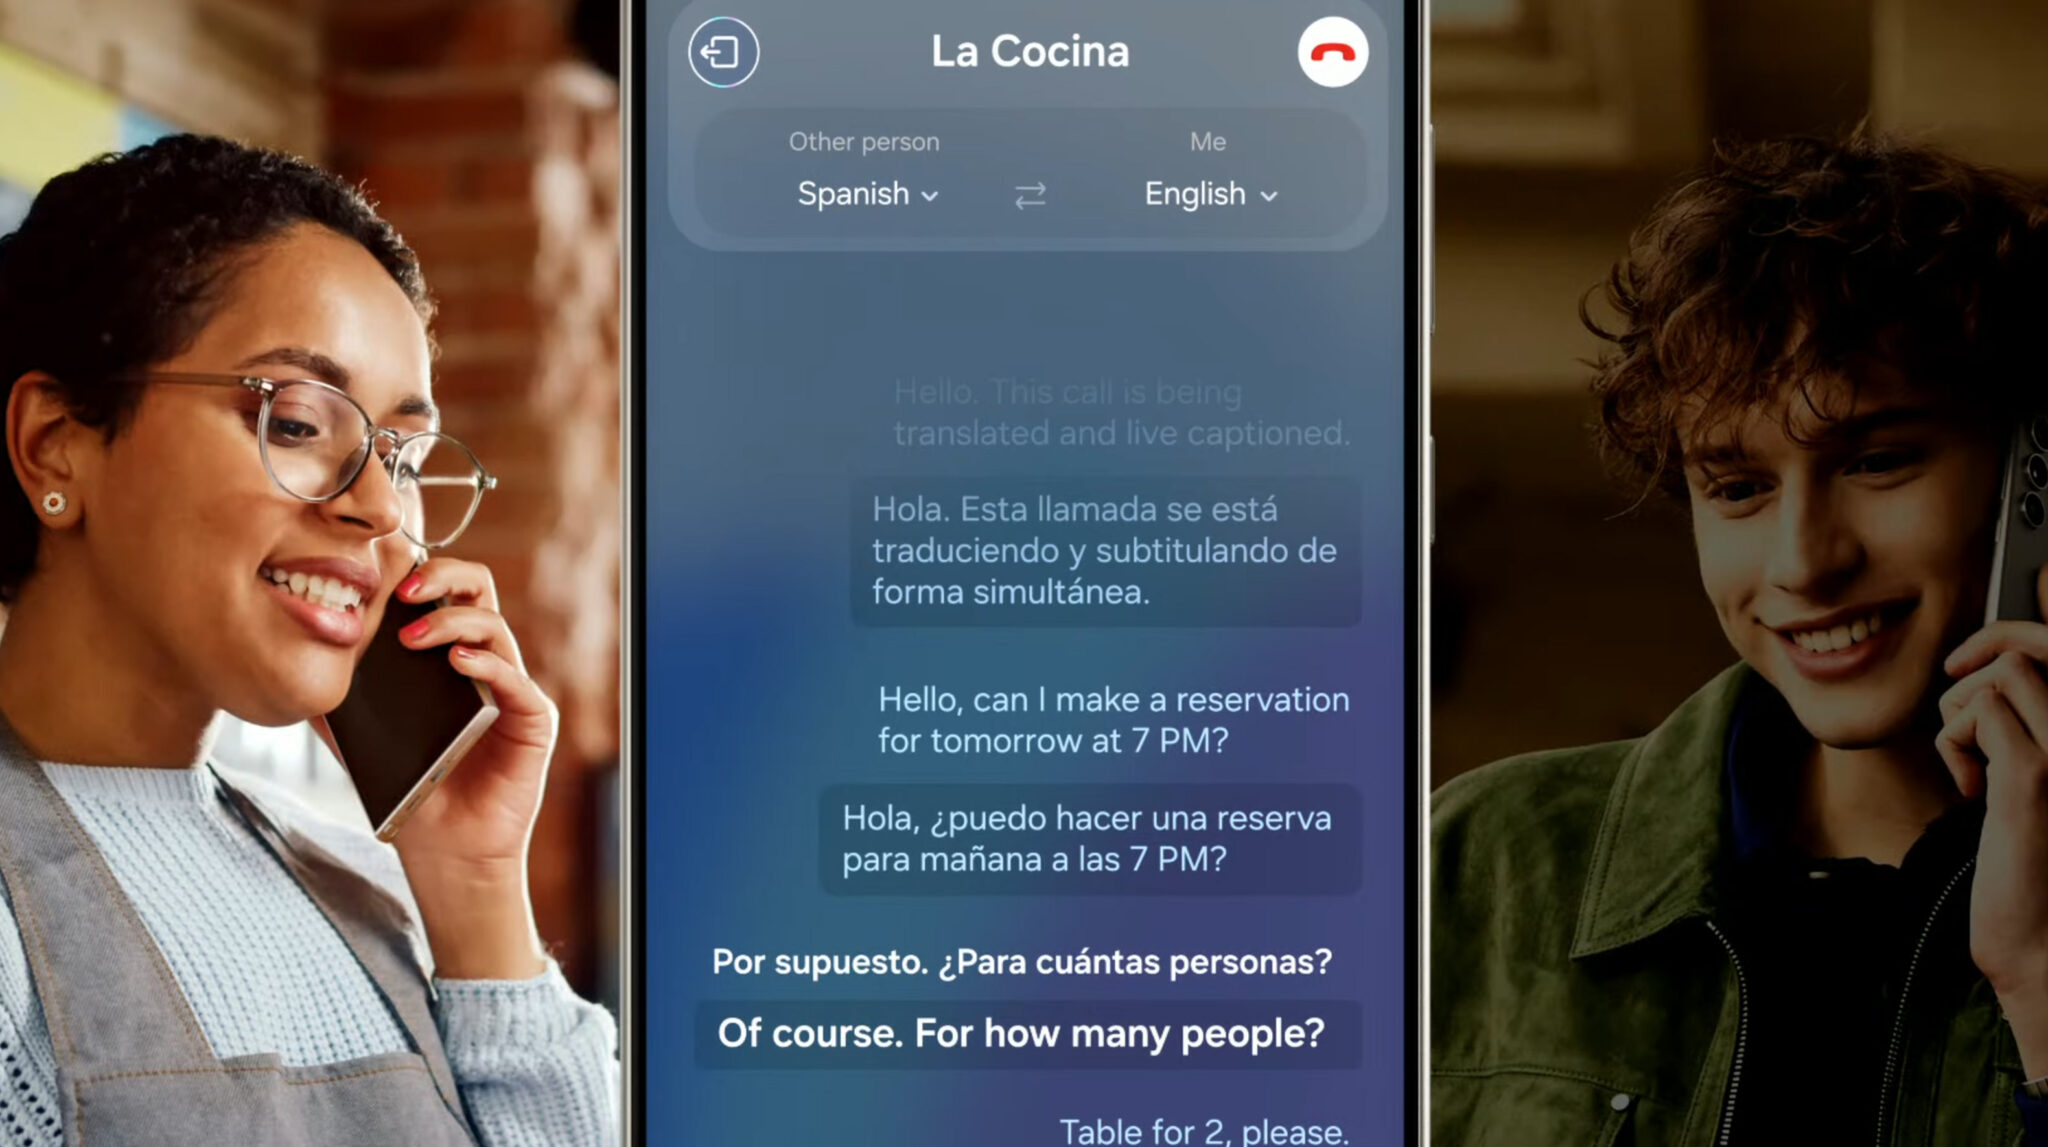 La Cocina
Other person
Me
Spanish
English
Hello. This call is being
translated and live captioned.
Hola. Esta llamada se está
traduciendo y subtitulando de
forma simultánea.
Hello, can I make a reservation
for tomorrow at 7 PM?
Hola, ¿puedo hacer una reserva
para mañana a las 7 PM?
Por supuesto. ¿Para cuántas personas?
Of course. For how many people?
Table for 2, please.